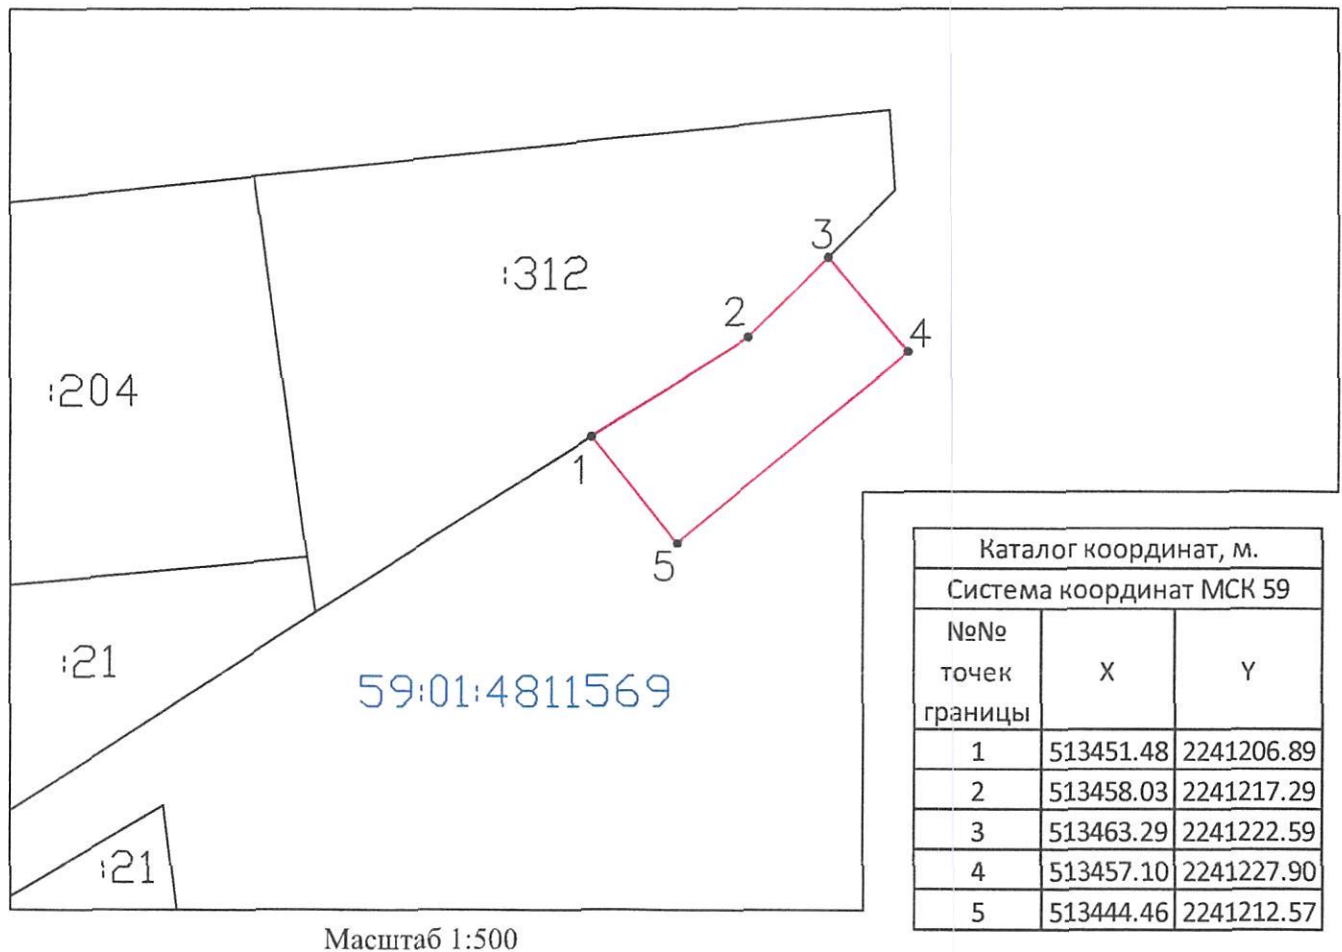 :312
3
2
4
:204
1
5
:21
59:01:4811569
:21
Каталог координат, м.
Система координат МСК 59
№№ точек границы X Y
1 513451.48 2241206.89
2 513458.03 2241217.29
3 513463.29 2241222.59
4 513457.10 2241227.90
5 513444.46 2241212.57
Масштаб 1:500